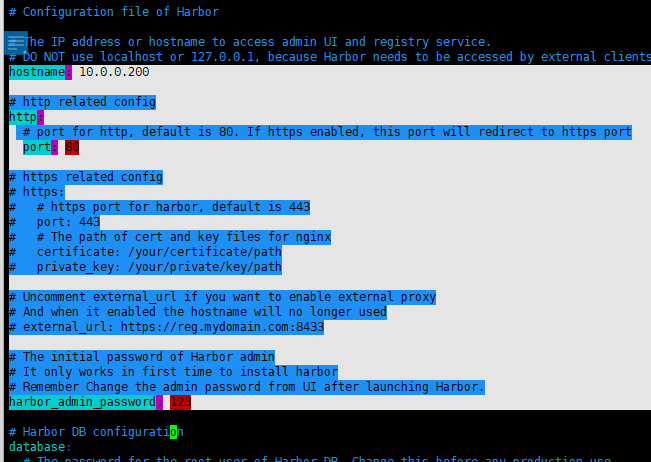 # Configuration file of Harbor
The IP address or hostname to access admin UI and registry service.
# DO NOT use localhost or 127.0.0.1, because Harbor needs to be accessed by external clients
hostname: 10.0.0.200
# http related config
http:
# port for http, default is 80. If https enabled, this port will redirect to https port
port: 80
# https related config
# https:
#   # https port for harbor, default is 443
#   port: 443
#   # The path of cert and key files for nginx
#   certificate: /your/certificate/path
#   private_key: /your/private/key/path
# Uncomment external_url if you want to enable external proxy
# And when it enabled the hostname will no longer used
# external_url: https://reg.mydomain.com:8433
# The initial password of Harbor admin
# It only works in first time to install harbor
# Remember Change the admin password from UI after launching Harbor.
harbor_admin_password: 123
# Harbor DB configuration
database:
# The password for the root user of Harbor DB. Change this before any production use.